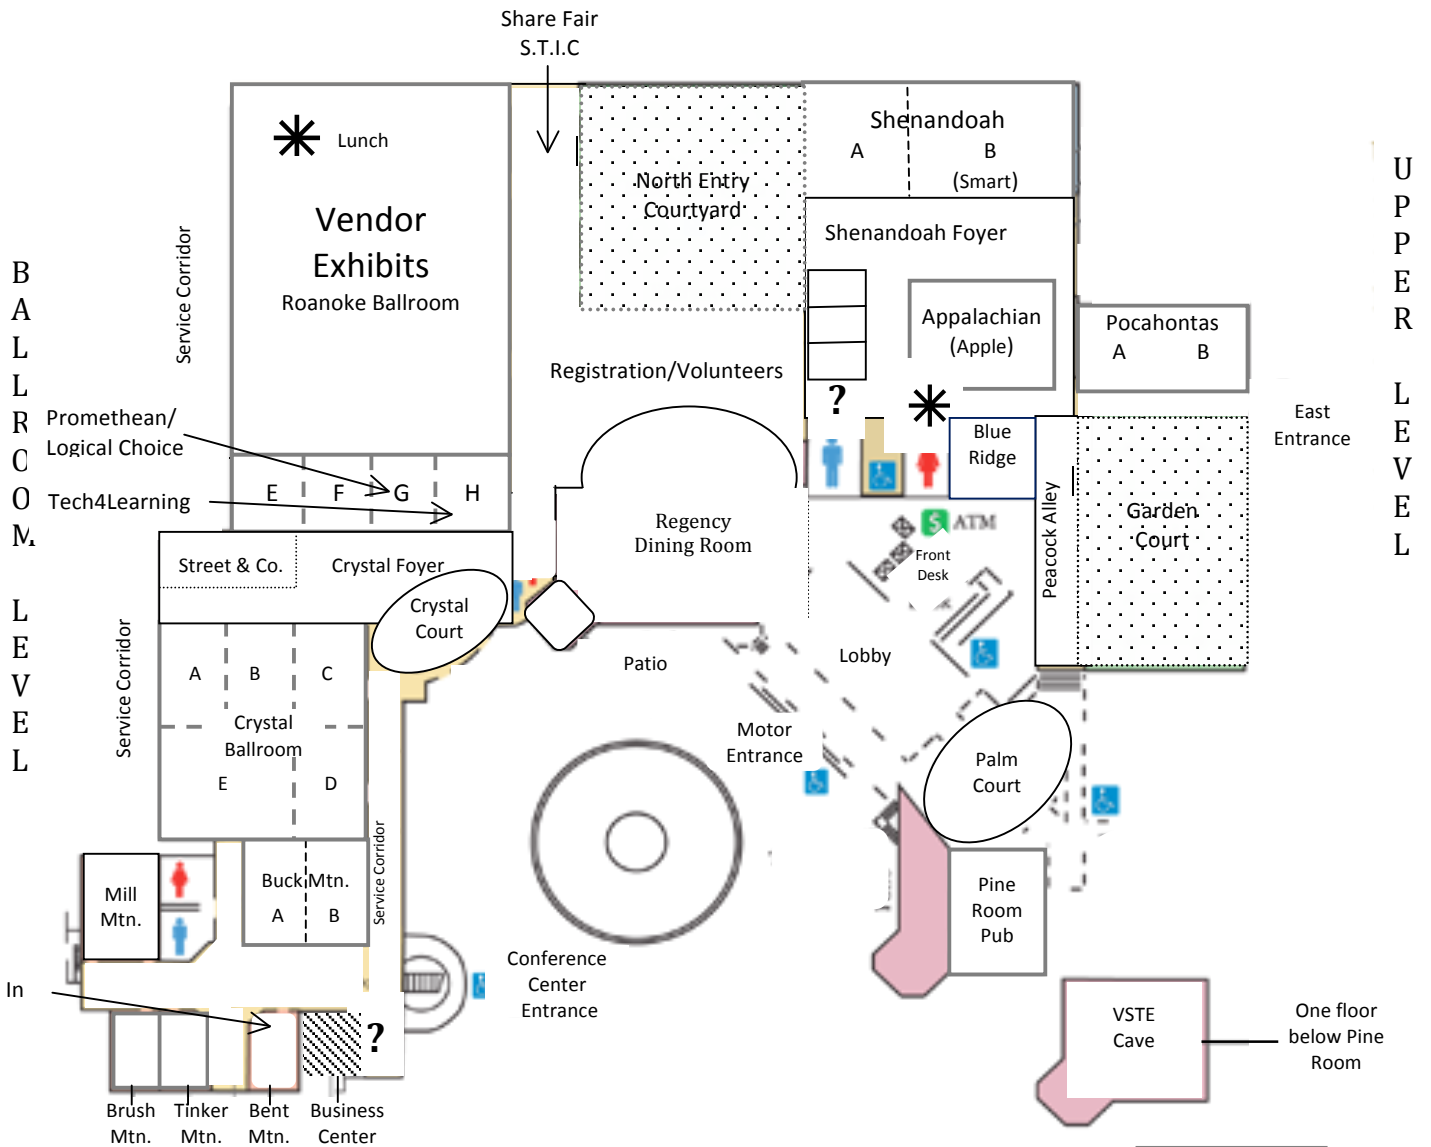 Share Fair
S.T.I.C
Lunch
Vendor
Exhibits
Roanoke Ballroom
Service Corridor
North Entry
Courtyard
Shenandoah
A B
(Smart)
Shenandoah Foyer
Appalachian
(Apple)
Pocahontas
A B
UPPER LEVEL
BALLROOM LEVEL
Registration/Volunteers
?
East
Entrance
Promethean/
Logical Choice
Tech4Learning
E F G H
Blue
Ridge
Regency
Dining Room
$ ATM
Front
Desk
Peacock Alley
Garden
Court
Street & Co.
Crystal Foyer
Crystal
Court
Patio
Lobby
Service Corridor
A B C
Crystal
Ballroom
E D
Motor
Entrance
Palm
Court
Service Corridor
Mill
Mtn.
Buck Mtn.
A B
Pine
Room
Pub
Conference
Center
Entrance
In
?
VSTE
Cave
One floor
below Pine
Room
Brush
Mtn.
Tinker
Mtn.
Bent
Mtn.
Business
Center